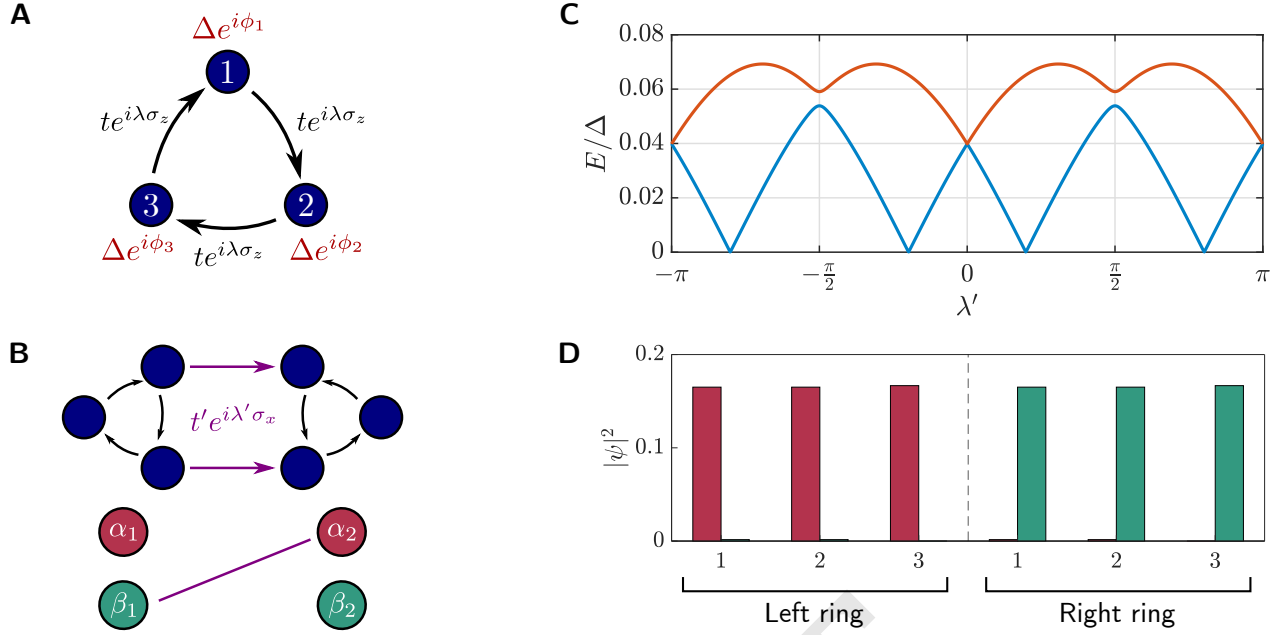 A
Δe^{iϕ_1}
1
te^{iλσ_z}
te^{iλσ_z}
3
2
Δe^{iϕ_3}
te^{iλσ_z}
Δe^{iϕ_2}
B
t′e^{iλ′σ_x}
α_1
α_2
β_1
β_2
C
E/Δ
0.08
0.06
0.04
0.02
0
−π
−π/2
0
π/2
π
λ′
D
|ψ|^2
0.2
0.1
0
1
2
3
1
2
3
Left ring
Right ring